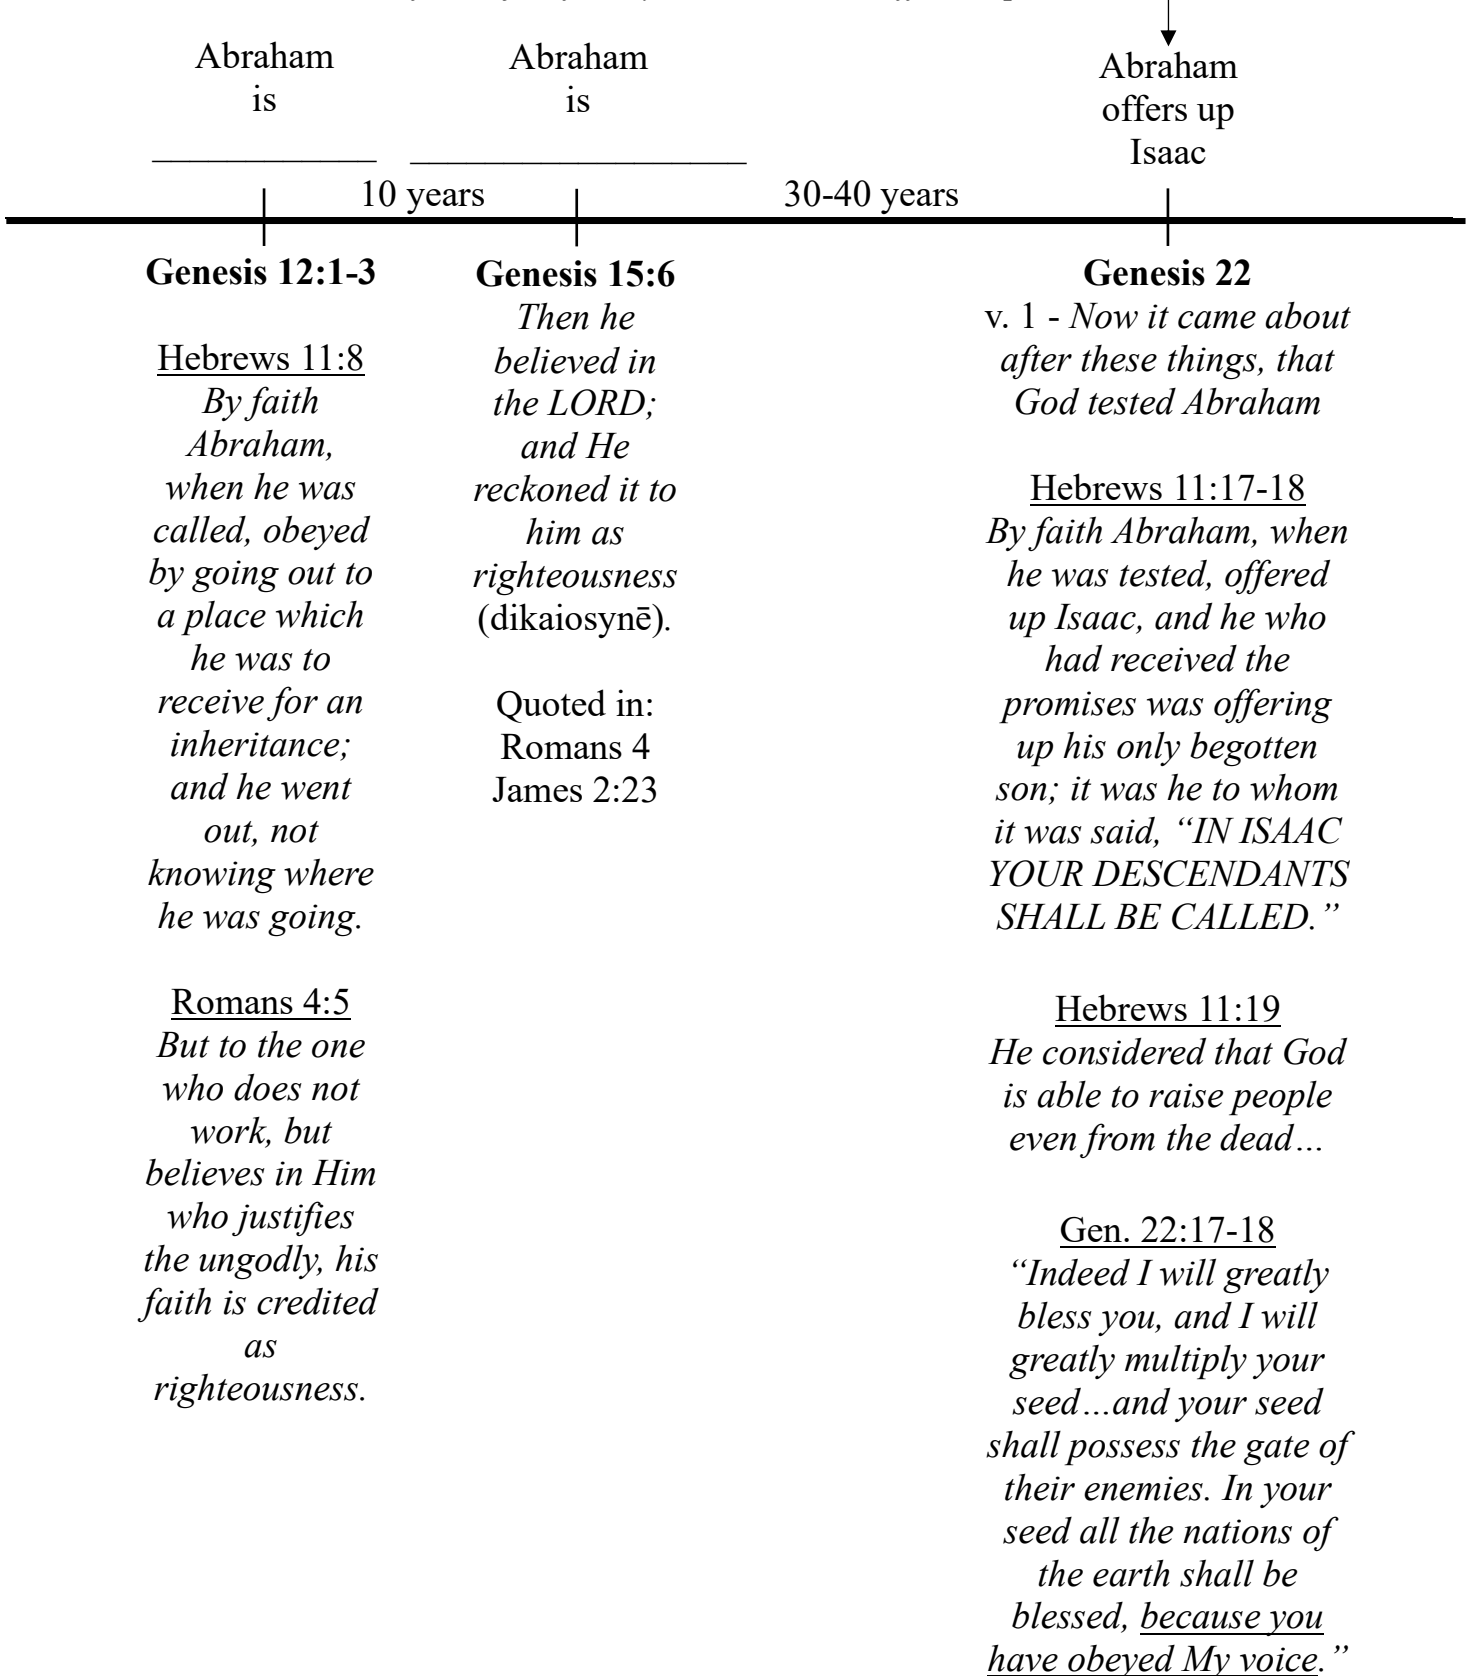 Abraham
is
____________
Abraham
is
__________________
Abraham
offers up
Isaac
10 years
30-40 years
Genesis 12:1-3
Hebrews 11:8
By faith
Abraham,
when he was
called, obeyed
by going out to
a place which
he was to
receive for an
inheritance;
and he went
out, not
knowing where
he was going.
Romans 4:5
But to the one
who does not
work, but
believes in Him
who justifies
the ungodly, his
faith is credited
as
righteousness.
Genesis 15:6
Then he
believed in
the LORD;
and He
reckoned it to
him as
righteousness
(dikaiosynē).
Quoted in:
Romans 4
James 2:23
Genesis 22
v. 1 - Now it came about
after these things, that
God tested Abraham
Hebrews 11:17-18
By faith Abraham, when
he was tested, offered
up Isaac, and he who
had received the
promises was offering
up his only begotten
son; it was he to whom
it was said, “IN ISAAC
YOUR DESCENDANTS
SHALL BE CALLED.”
Hebrews 11:19
He considered that God
is able to raise people
even from the dead…
Gen. 22:17-18
“Indeed I will greatly
bless you, and I will
greatly multiply your
seed…and your seed
shall possess the gate of
their enemies. In your
seed all the nations of
the earth shall be
blessed, because you
have obeyed My voice.”